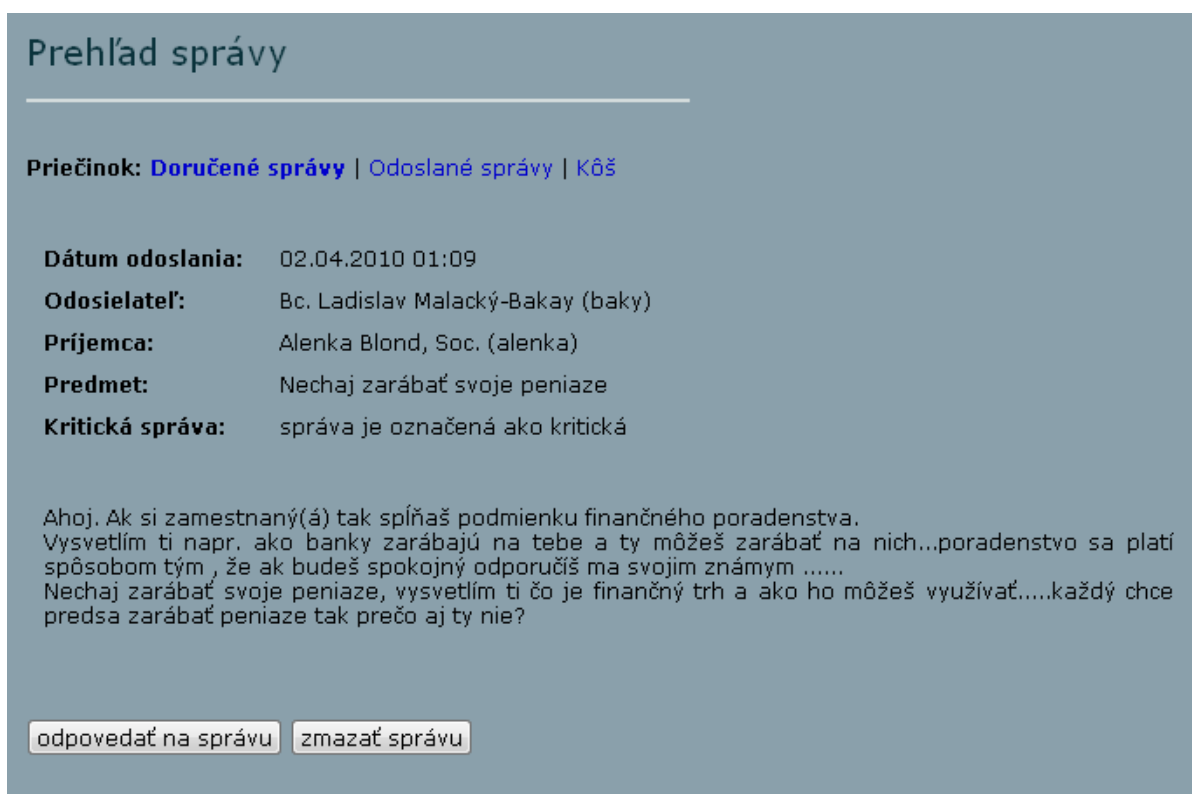 Prehľad správy
Priečinok: Doručené správy | Odoslané správy | Kôš
Dátum odoslania: 02.04.2010 01:09
Odosielateľ: Bc. Ladislav Malacký-Bakay (baky)
Príjemca: Alenka Blond, Soc. (alenka)
Predmet: Nechaj zarábať svoje peniaze
Kritická správa: správa je označená ako kritická
Ahoj. Ak si zamestnaný(á) tak spĺňaš podmienku finančného poradenstva.
Vysvetlím ti napr. ako banky zarábajú na tebe a ty môžeš zarábať na nich...poradenstvo sa platí
spôsobom tým , že ak budeš spokojný odporučíš ma svojim známym ......
Nechaj zarábať svoje peniaze, vysvetlím ti čo je finančný trh a ako ho môžeš využívať.....každý chce
predsa zarábať peniaze tak prečo aj ty nie?
odpovedať na správu zmazať správu